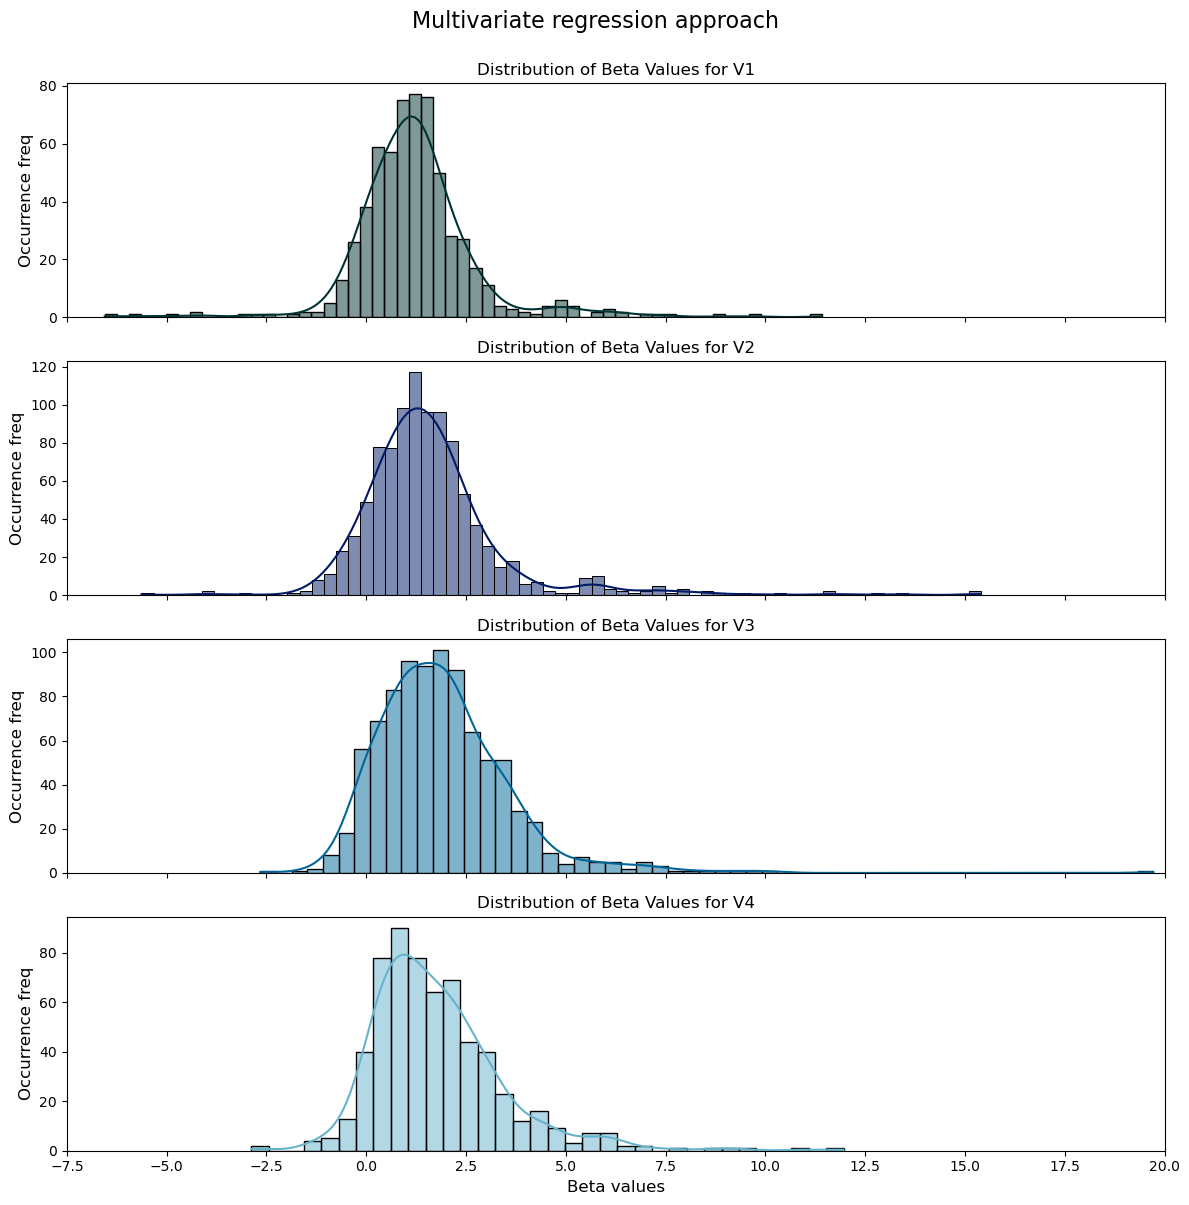 Multivariate regression approach
Distribution of Beta Values for V1
Occurrence freq
80
60
40
20
0
Distribution of Beta Values for V2
Occurrence freq
120
100
80
60
40
20
0
Distribution of Beta Values for V3
Occurrence freq
100
80
60
40
20
0
Distribution of Beta Values for V4
Occurrence freq
80
60
40
20
0
−7.5 −5.0 −2.5 0.0 2.5 5.0 7.5 10.0 12.5 15.0 17.5 20.0
Beta values